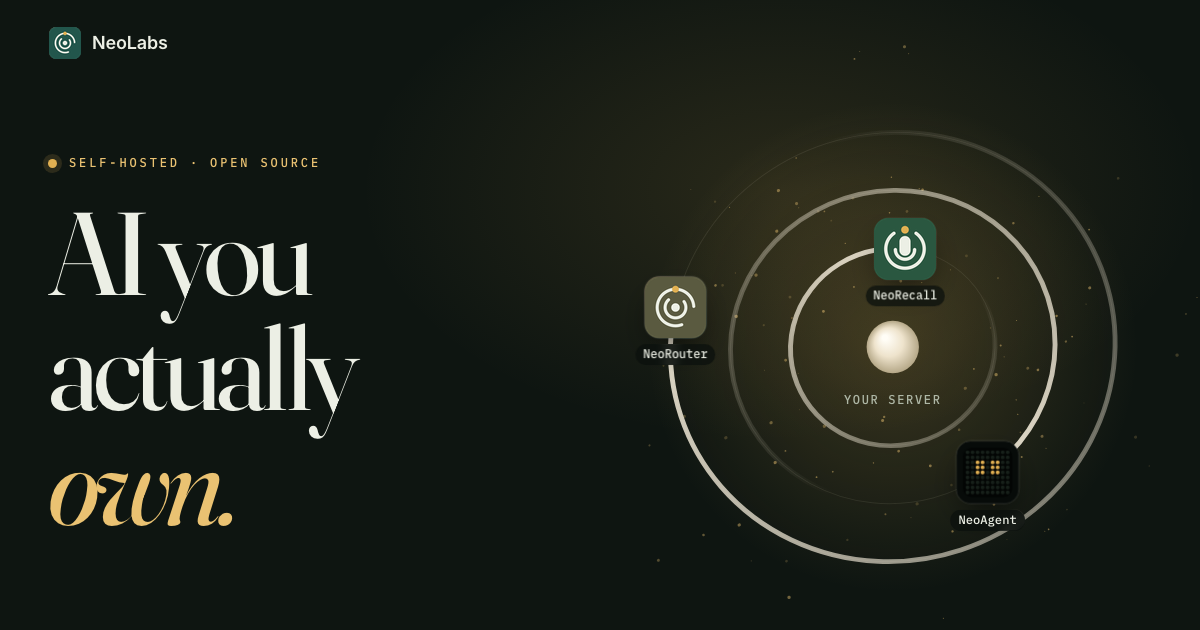 NeoLabs
SELF-HOSTED · OPEN SOURCE
AI you
actually
own.
NeoRecall
NeoRouter
YOUR SERVER
NeoAgent